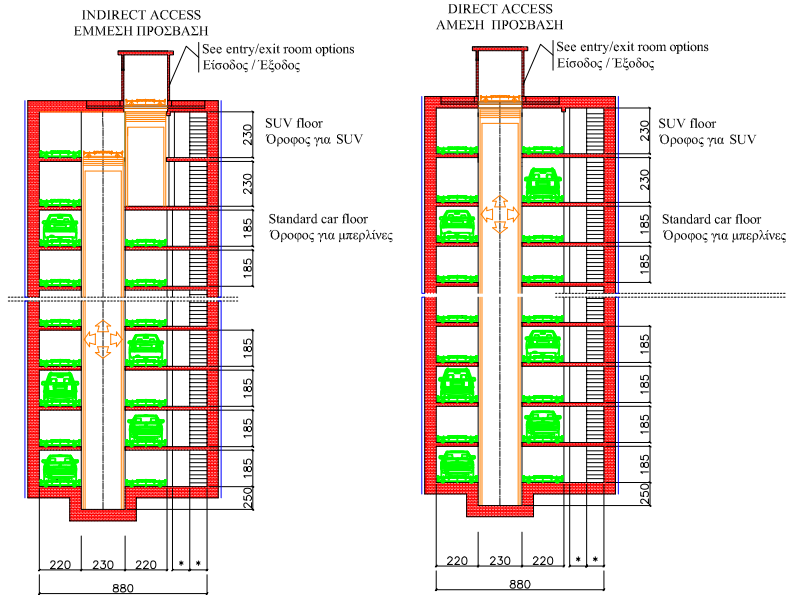 INDIRECT ACCESS
ΕΜΜΕΣΗ ΠΡΟΣΒΑΣΗ
See entry/exit room options
Είσοδος / Έξοδος
230
SUV floor
Όροφος για SUV
230
Standard car floor
Όροφος για μπερλίνες
185
185
185
185
185
185
250
220 230 220 * *
880
DIRECT ACCESS
ΑΜΕΣΗ ΠΡΟΣΒΑΣΗ
See entry/exit room options
Είσοδος / Έξοδος
230
SUV floor
Όροφος για SUV
230
Standard car floor
Όροφος για μπερλίνες
185
185
185
185
185
185
250
220 230 220 * *
880